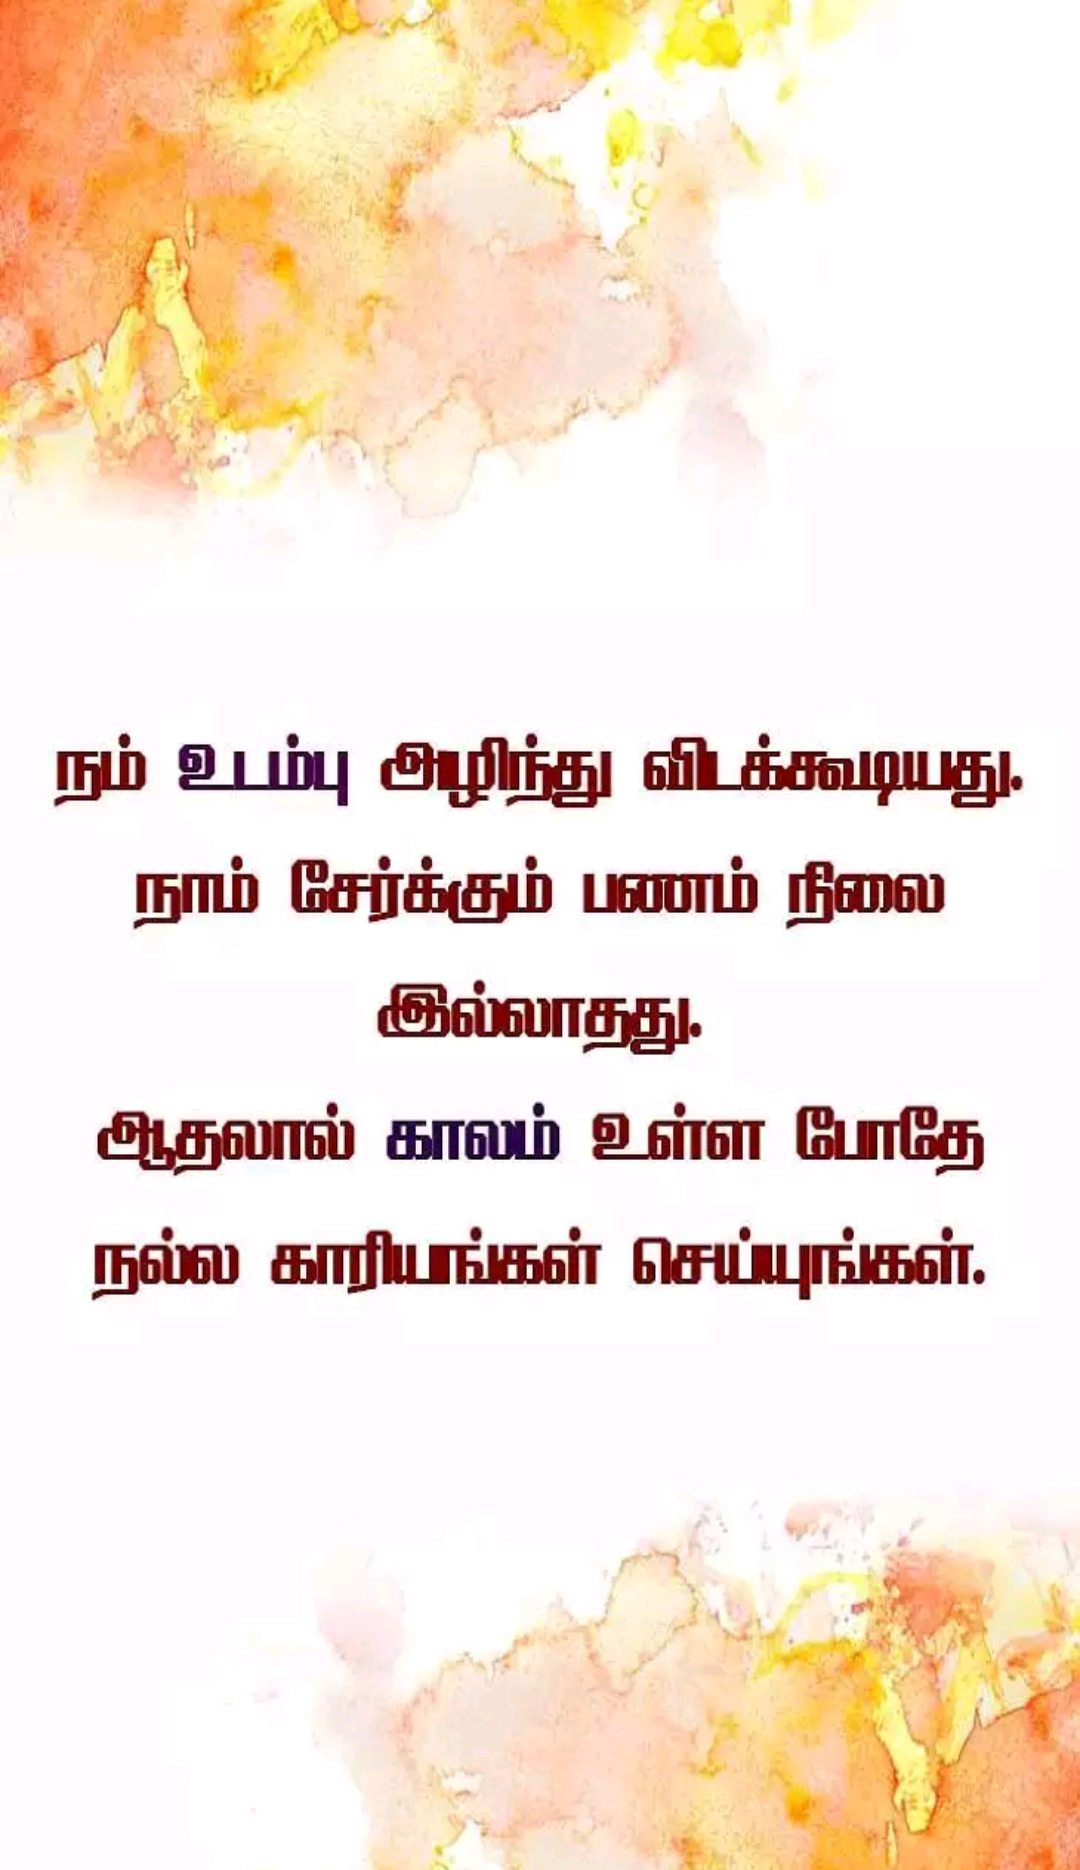 நம் உடம்பு அழிந்து விடக்கூடியது.
நாம் சேர்க்கும் பணம் நிலை
இல்லாதது.
ஆதலால் காலம் உள்ள போதே
நல்ல காரியங்கள் செய்யுங்கள்.